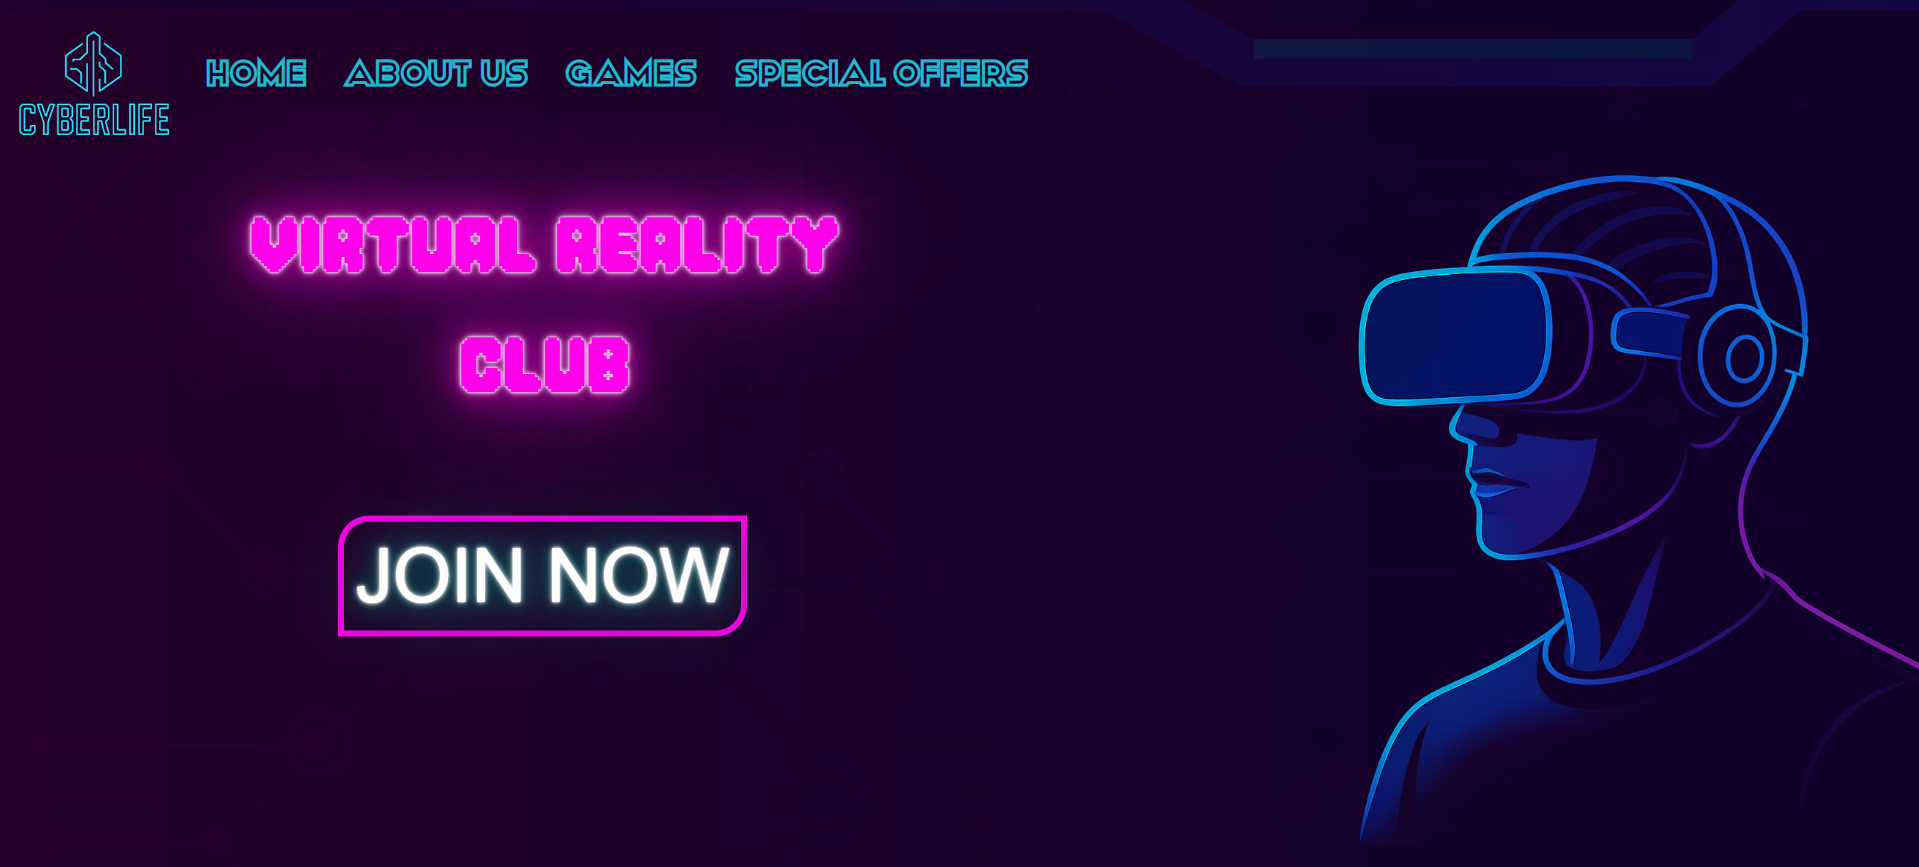 CYBERLIFE
HOME ABOUT US GAMES SPECIAL OFFERS
VIRTUAL REALITY
CLUB
JOIN NOW